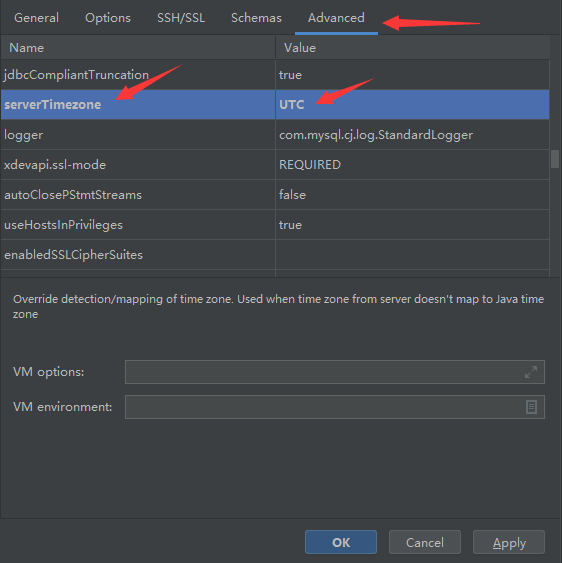 General Options SSH/SSL Schemas Advanced
Name Value
jdbcCompliantTruncation true
serverTimezone UTC
logger com.mysql.cj.log.StandardLogger
xdevapi.ssl-mode REQUIRED
autoClosePStmtStreams false
useHostsInPrivileges true
enabledSSLCipherSuites
Override detection/mapping of time zone. Used when time zone from server doesn't map to Java time
zone
VM options:
VM environment:
OK Cancel Apply